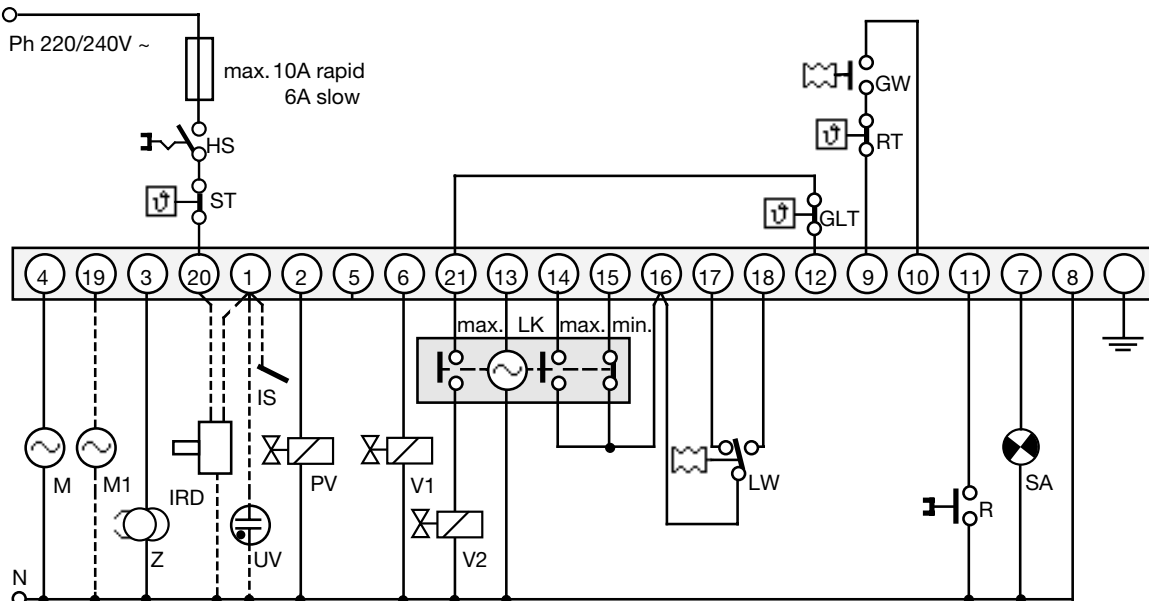 Ph 220/240V ~
max. 10A rapid
6A slow
HS
ST
GW
RT
GLT
4 19 3 20 1 2 5 6 21 13 14 15 16 17 18 12 9 10 11 7 8
max. LK max. min.
IS
M M1 IRD PV V1 LW R SA
Z UV V2
N